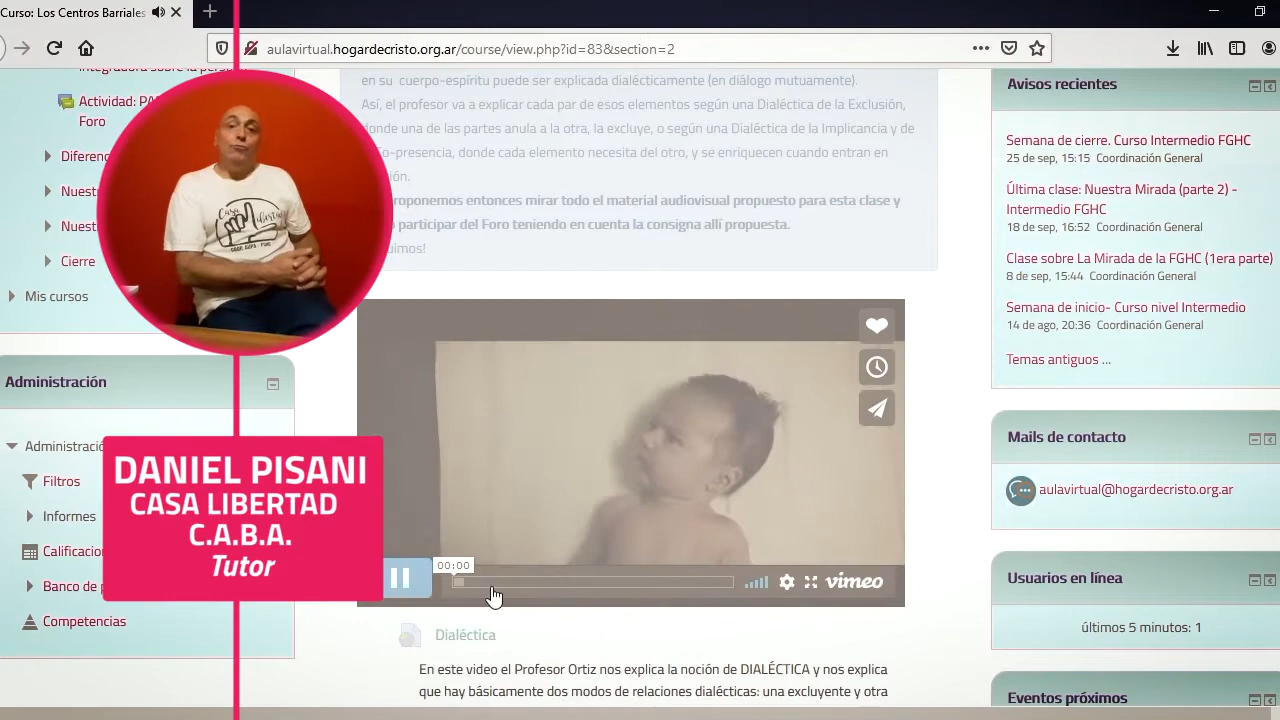 Curso: Los Centros Barriales
aulavirtual.hogardecristo.org.ar/course/view.php?id=83&section=2
Integradora sobre la
Actividad:
Foro
Mis cursos
Cierre
Administración
Filtros
Informes
Banco de
Competencias
en su cuerpo-espíritu puede ser explicada dialécticamente (en diálogo mutuamente).
Así, el profesor va a explicar cada par de esos elementos según una Dialéctica de la Exclusión,
donde una de las partes anula a la otra, la excluye, o según una Dialéctica de la Implicancia y de
Co-presencia, donde cada elemento necesita del otro, y se enriquecen cuando entran en
proponemos entonces mirar todo el material audiovisual propuesto para esta clase y
participar del Foro teniendo en cuenta la consigna allí propuesta.
Casa Libertad
DANIEL PISANI
CASA LIBERTAD
C.A.B.A.
Tutor
00:00
vimeo
Dialéctica
En este video el Profesor Ortiz nos explica la noción de DIALÉCTICA y nos explica
que hay básicamente dos modos de relaciones dialécticas: una excluyente y otra
Avisos recientes
Semana de cierre. Curso Intermedio FGHC
25 de sep, 15:15 Coordinación General
Última clase: Nuestra Mirada (parte 2) -
Intermedio FGHC
18 de sep, 16:52 Coordinación General
Clase sobre La Mirada de la FGHC (1era parte)
8 de sep, 15:44 Coordinación General
Semana de inicio- Curso nivel Intermedio
14 de ago, 20:36 Coordinación General
Temas antiguos ...
Mails de contacto
aulavirtual@hogardecristo.org.ar
Usuarios en línea
últimos 5 minutos: 1
Eventos próximos